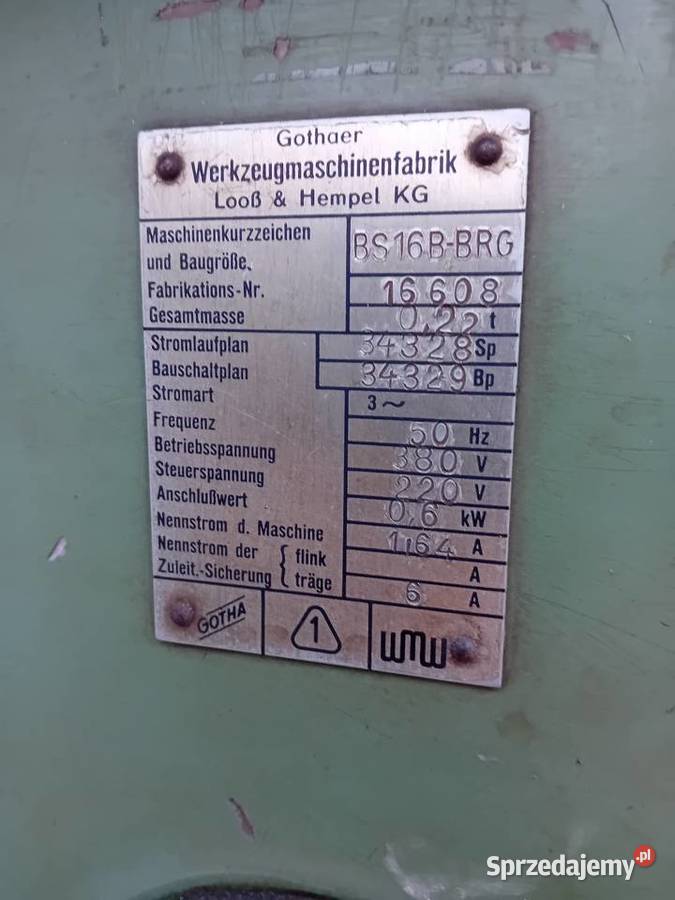 Gothaer
Werkzeugmaschinenfabrik
Looß & Hempel KG
Maschinenkurzzeichen
und Baugröße, BS16B-BRG
Fabrikations-Nr. 16 608
Gesamtmasse 0,22 t
Stromlaufplan 34328 Sp
Bauschaltplan 34329 Bp
Stromart 3~
Frequenz 50 Hz
Betriebsspannung 380 V
Steuerspannung 220 V
Anschlußwert 0,6 kW
Nennstrom d. Maschine 1,64 A
Nennstrom der { flink A
Zuleit.-Sicherung { träge 6 A
GOTHA 1 WMW
Sprzedajemy.pl